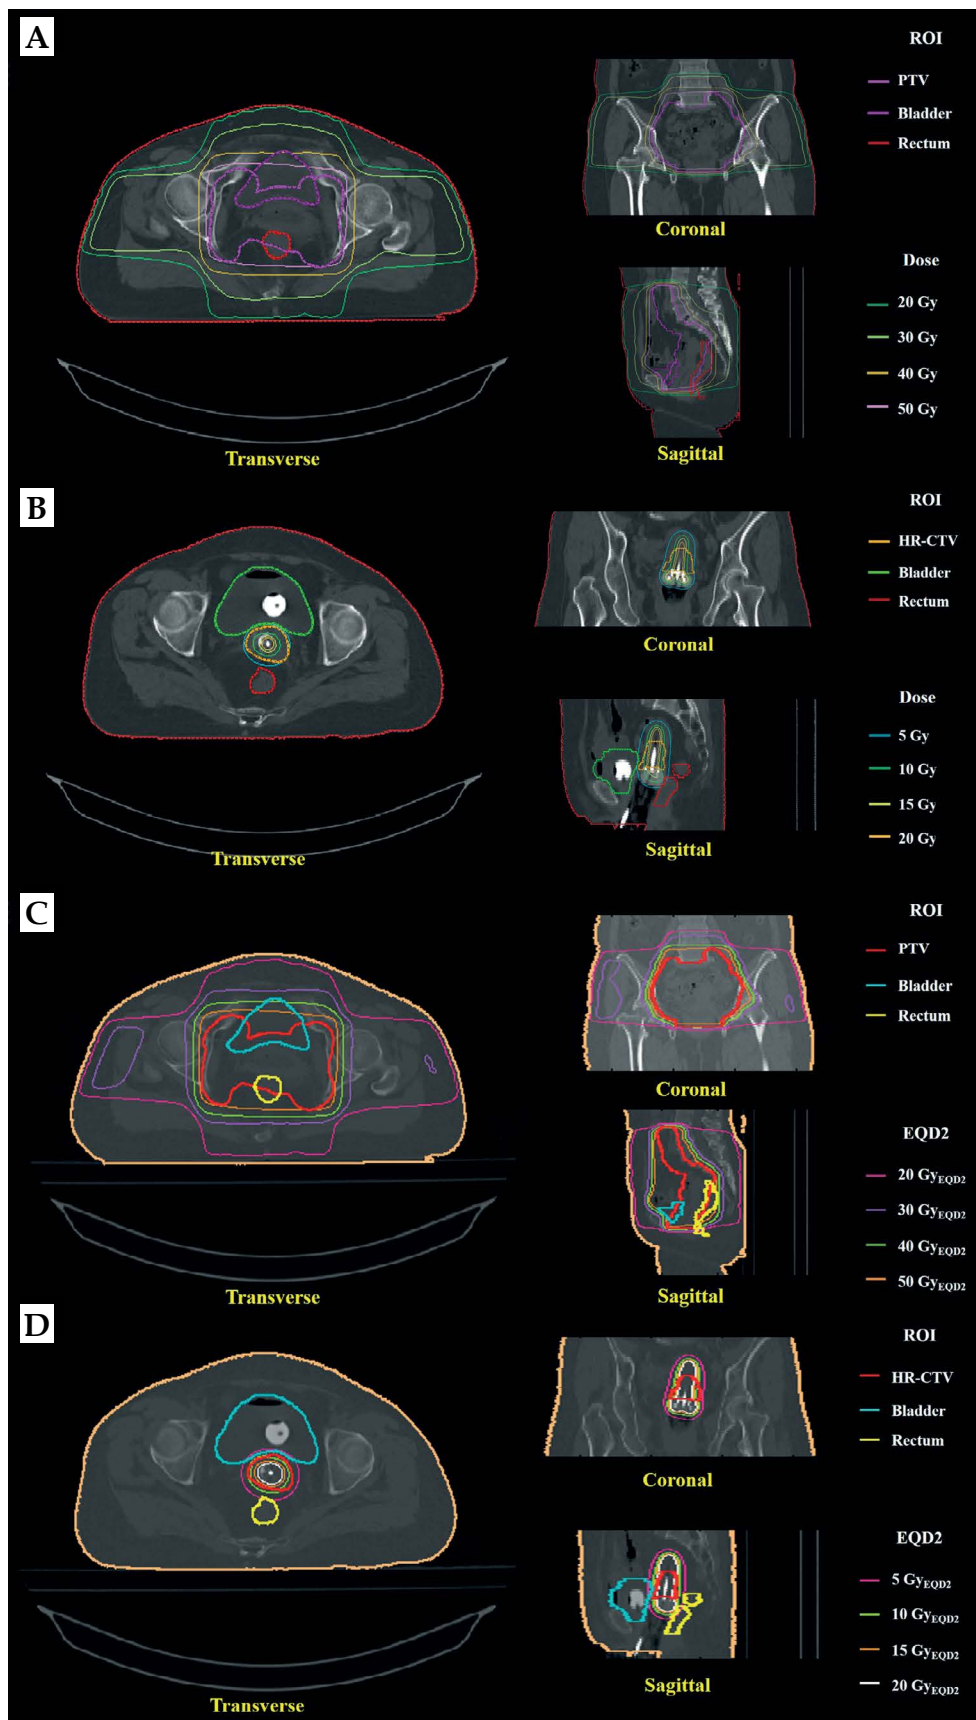 A
ROI
PTV
Bladder
Rectum
Coronal
Dose
20 Gy
30 Gy
40 Gy
50 Gy
Transverse
Sagittal
B
ROI
HR-CTV
Bladder
Rectum
Coronal
Dose
5 Gy
10 Gy
15 Gy
20 Gy
Transverse
Sagittal
C
ROI
PTV
Bladder
Rectum
Coronal
EQD2
20 GyEQD2
30 GyEQD2
40 GyEQD2
50 GyEQD2
Transverse
Sagittal
D
ROI
HR-CTV
Bladder
Rectum
Coronal
EQD2
5 GyEQD2
10 GyEQD2
15 GyEQD2
20 GyEQD2
Transverse
Sagittal